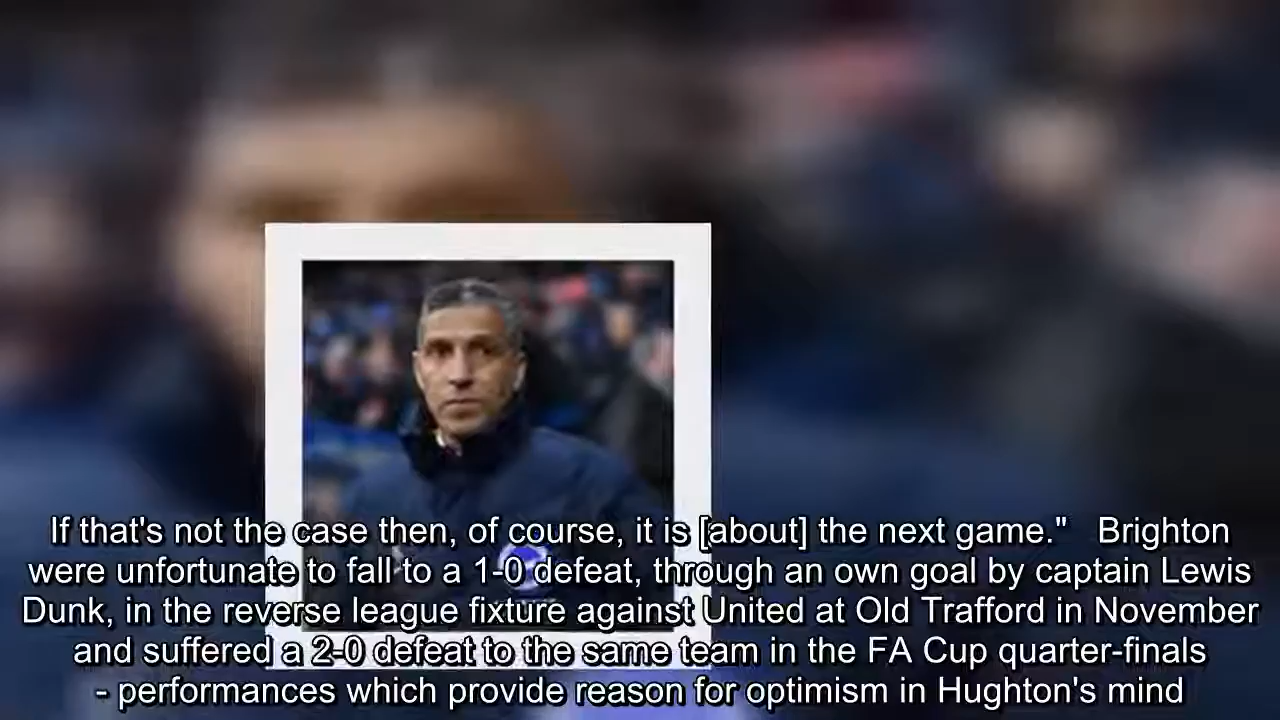 If that's not the case then, of course, it is [about] the next game."   Brighton
were unfortunate to fall to a 1-0 defeat, through an own goal by captain Lewis
Dunk, in the reverse league fixture against United at Old Trafford in November
and suffered a 2-0 defeat to the same team in the FA Cup quarter-finals
- performances which provide reason for optimism in Hughton's mind